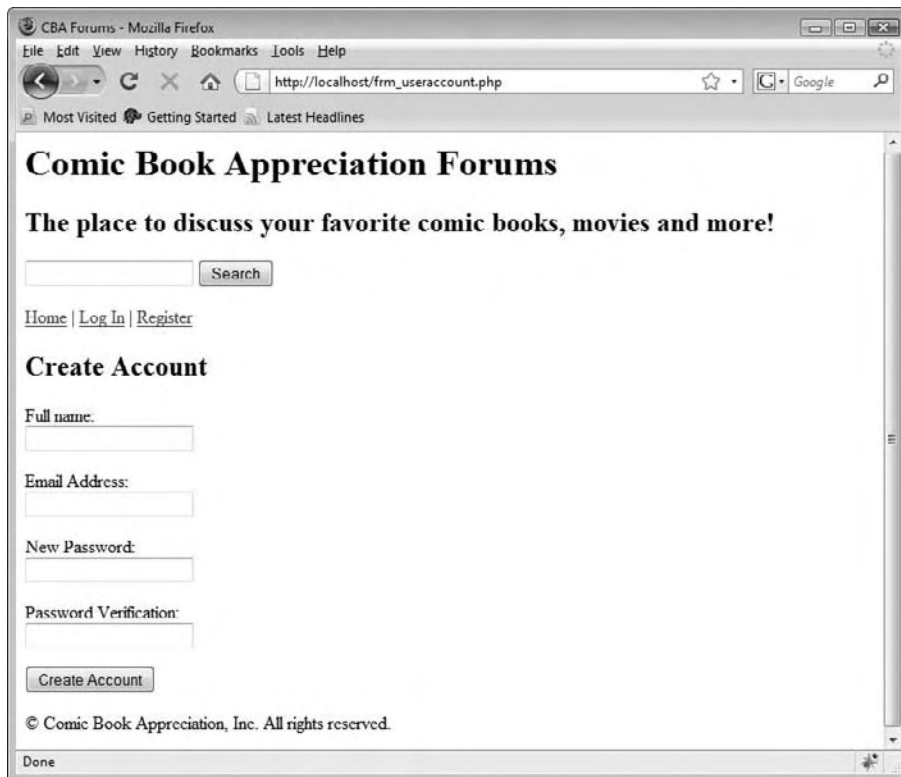 CBA Forums - Mozilla Firefox
File Edit View History Bookmarks Tools Help
http://localhost/frm_useraccount.php
G Google
Most Visited Getting Started Latest Headlines
Comic Book Appreciation Forums
The place to discuss your favorite comic books, movies and more!
Search
Home | Log In | Register
Create Account
Full name:
Email Address:
New Password:
Password Verification:
Create Account
© Comic Book Appreciation, Inc. All rights reserved.
Done